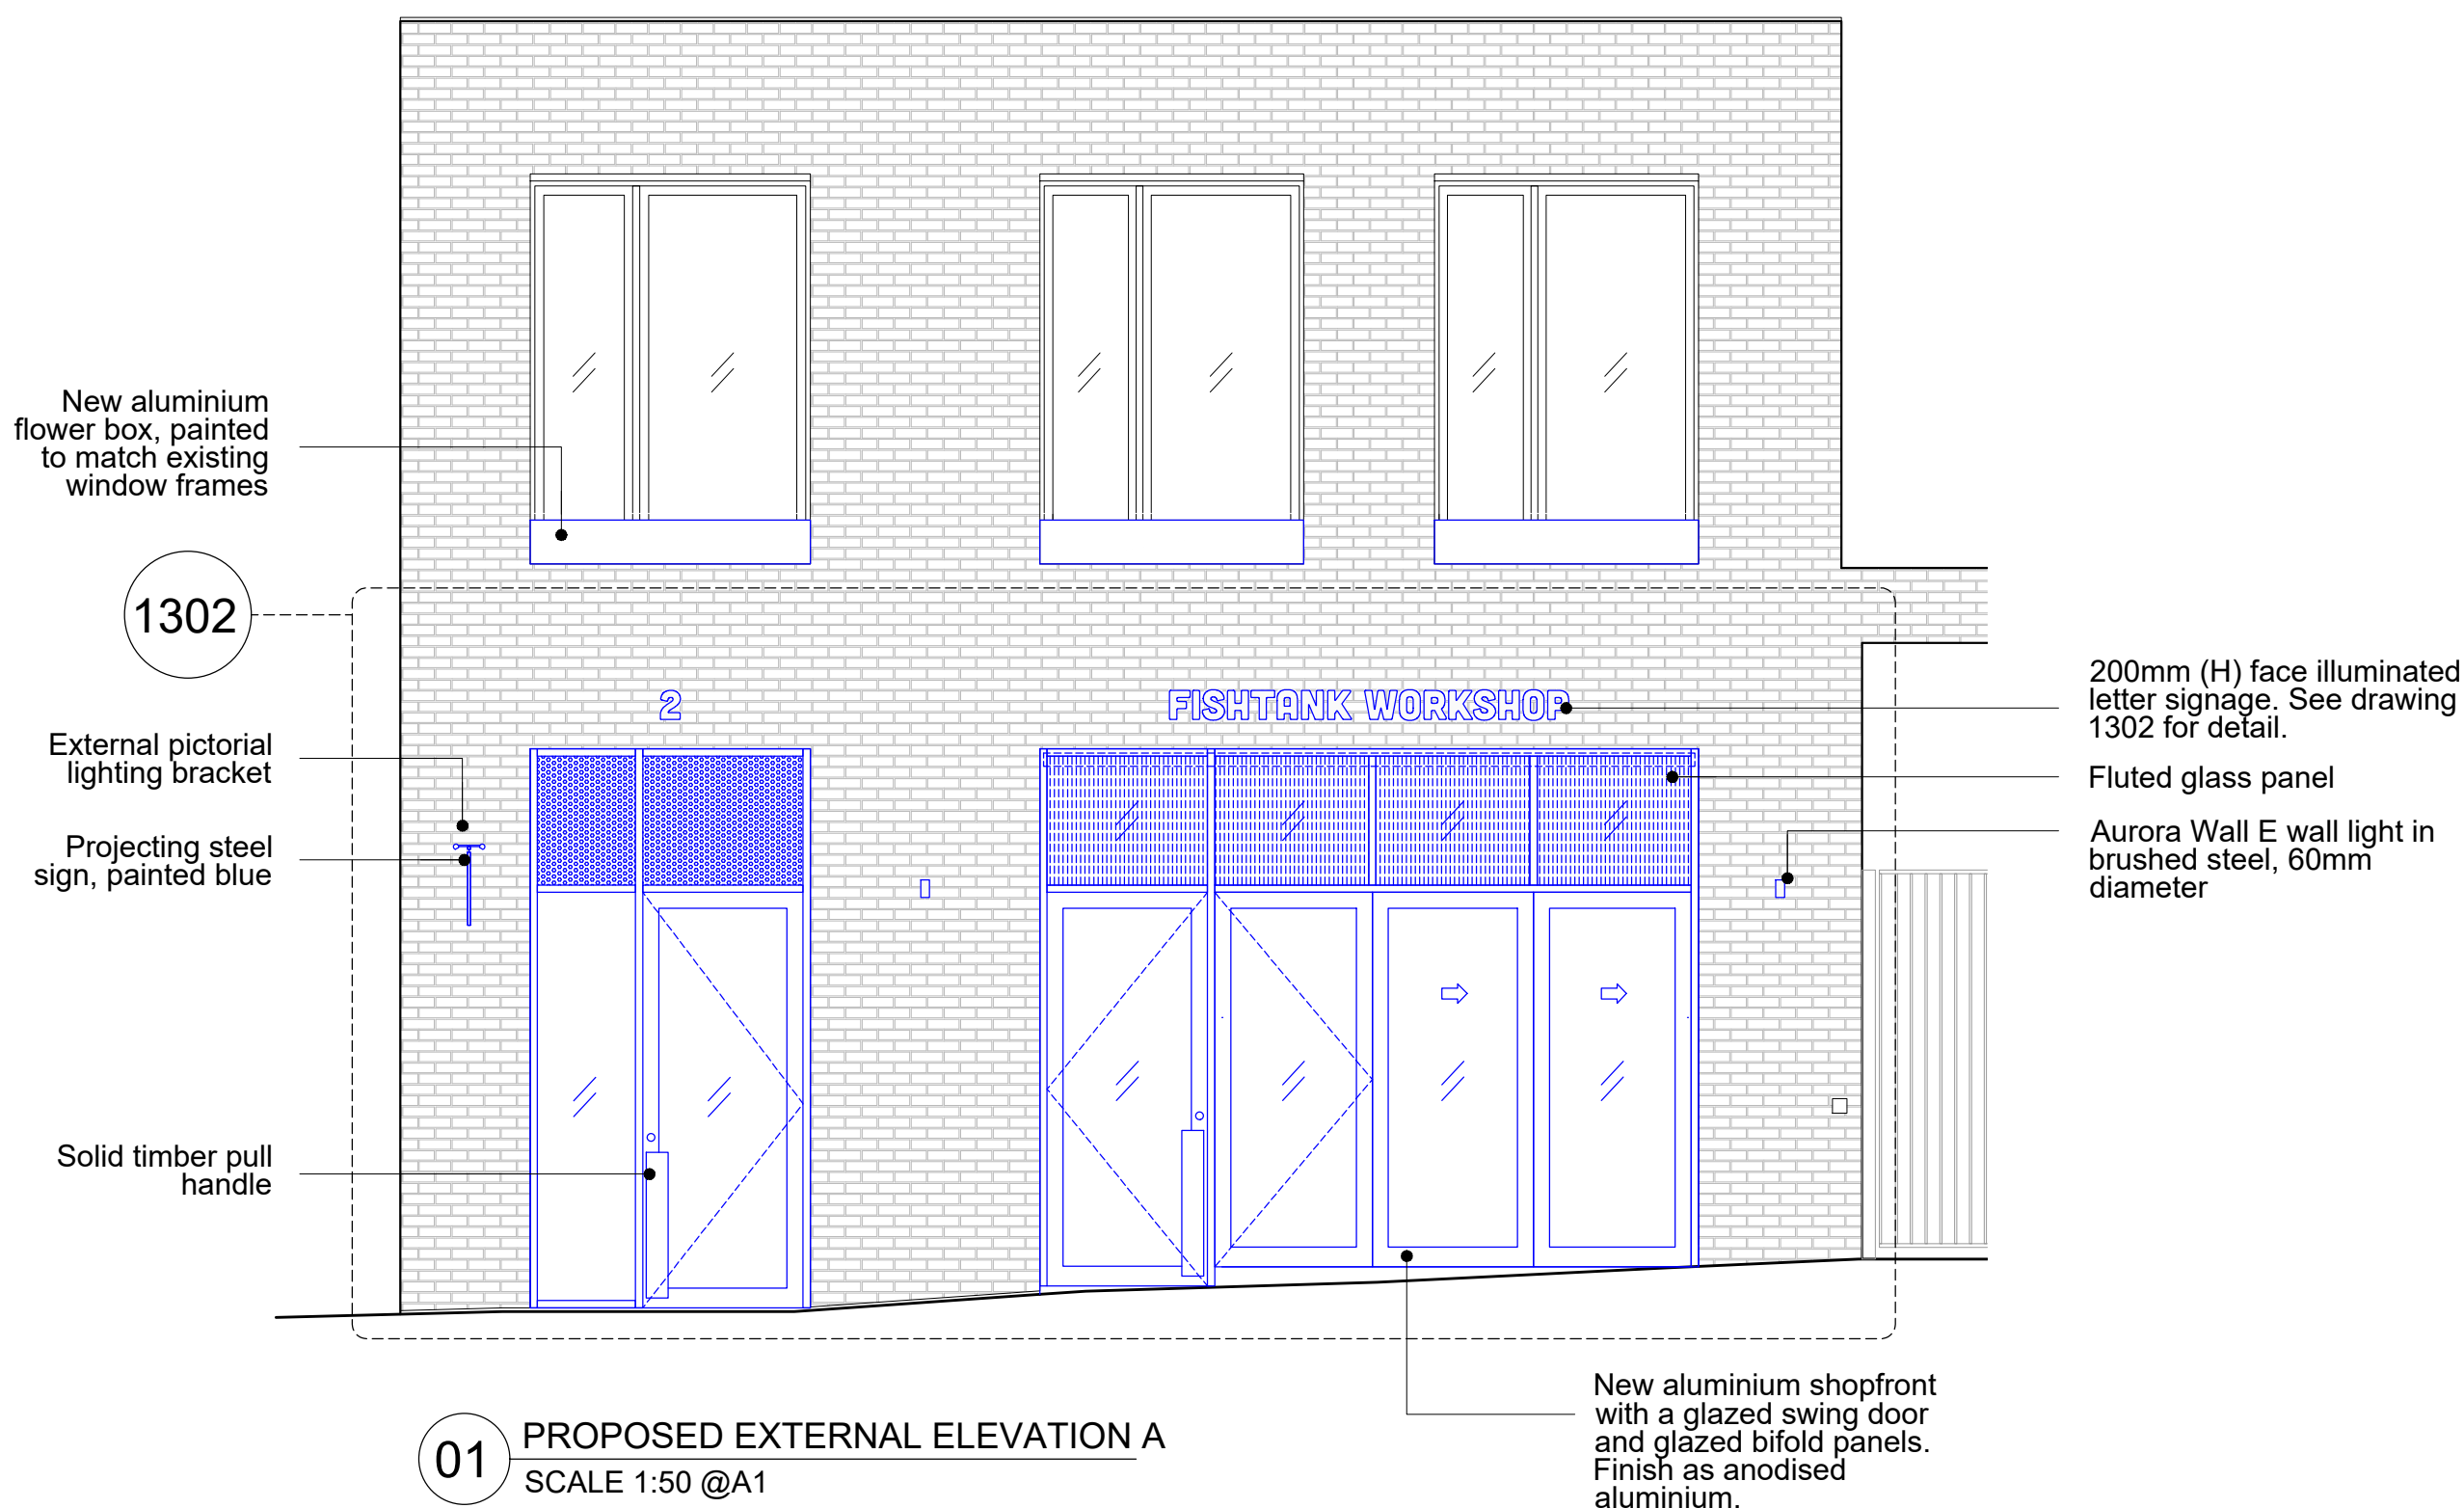 New aluminium
flower box, painted
to match existing
window frames
1302
2
FISHTANK WORKSHOP
200mm (H) face illuminated
letter signage. See drawing
1302 for detail.
External pictorial
lighting bracket
Fluted glass panel
Projecting steel
sign, painted blue
Aurora Wall E wall light in
brushed steel, 60mm
diameter
Solid timber pull
handle
New aluminium shopfront
with a glazed swing door
and glazed bifold panels.
Finish as anodised
aluminium.
01
PROPOSED EXTERNAL ELEVATION A
SCALE 1:50 @A1